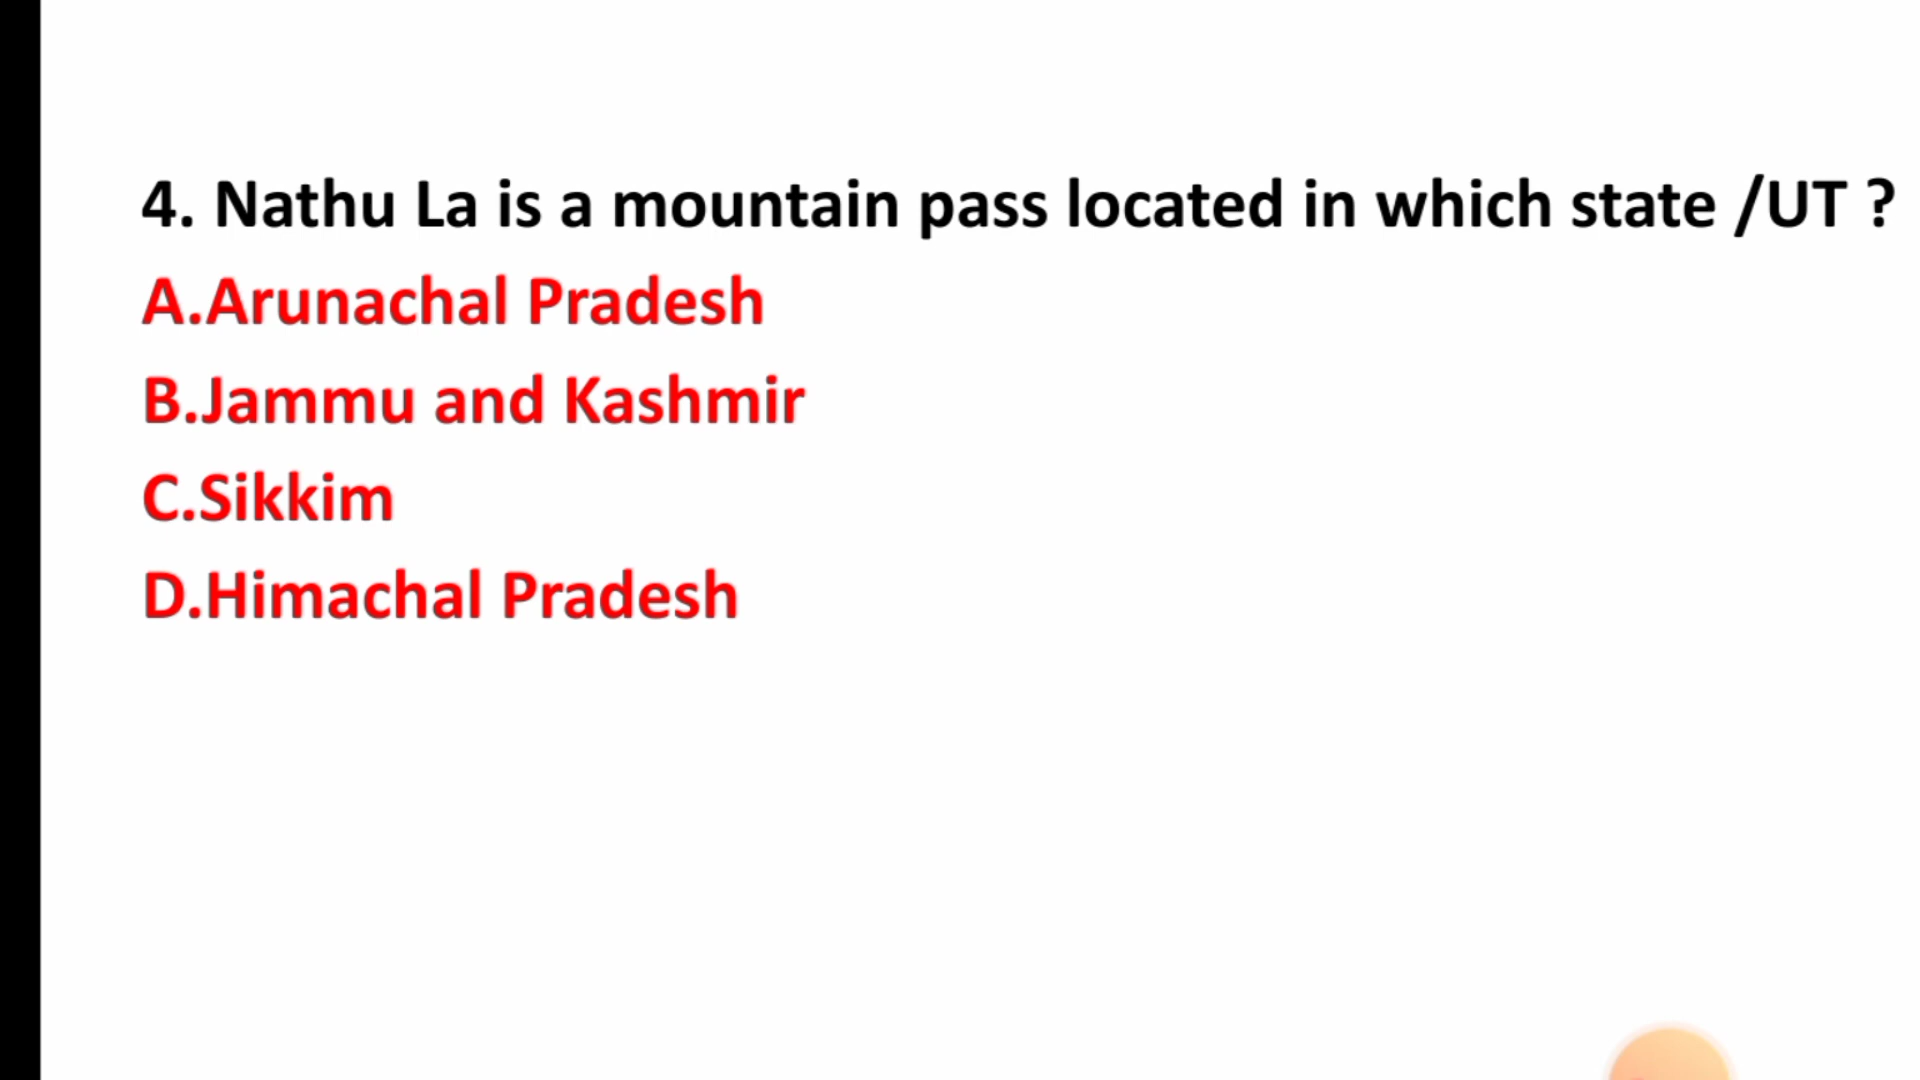 4. Nathu La is a mountain pass located in which state /UT ?
A.Arunachal Pradesh
B.Jammu and Kashmir
C.Sikkim
D.Himachal Pradesh